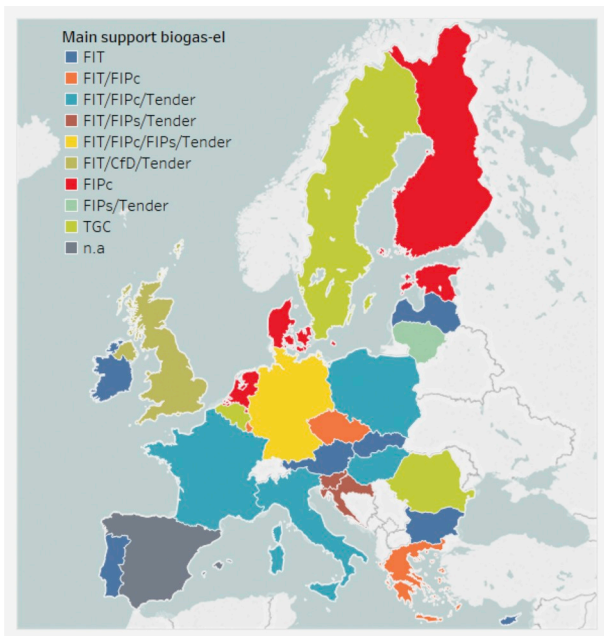 Main support biogas-el
FIT
FIT/FIPc
FIT/FIPc/Tender
FIT/FIPs/Tender
FIT/FIPc/FIPs/Tender
FIT/CfD/Tender
FIPc
FIPs/Tender
TGC
n.a